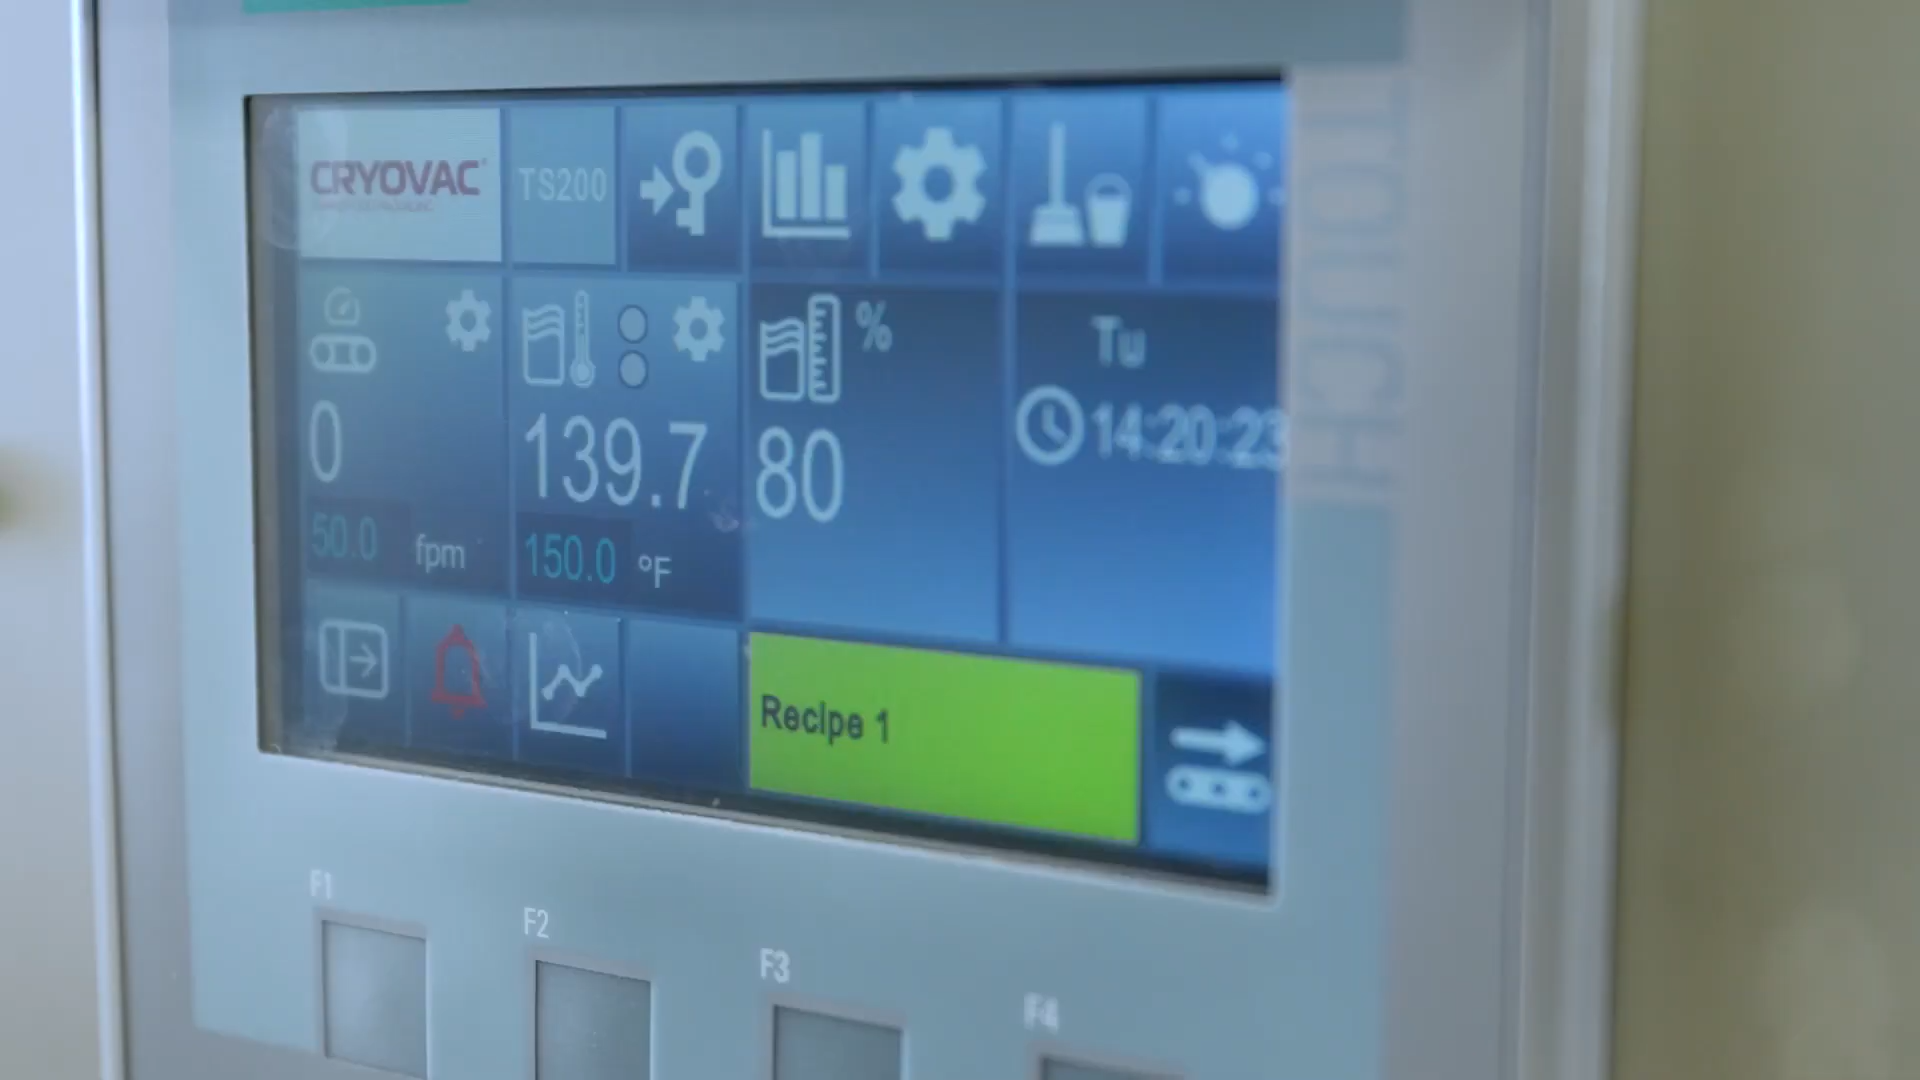 CRYOVAC®
TS200
%
Tu
14:20:23
0
139.7
80
50.0 fpm
150.0 °F
Recipe 1
TOUCH
F1
F2
F3
F4